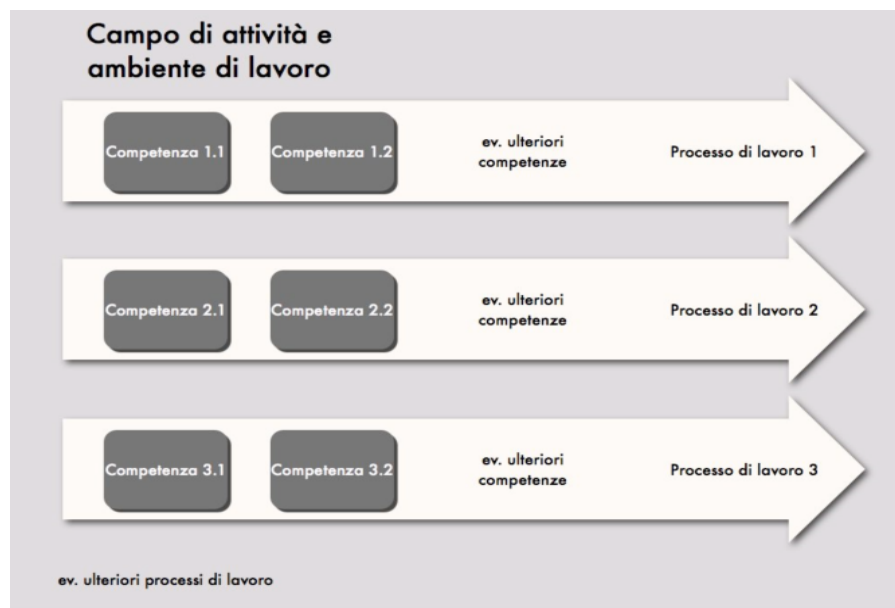 Campo di attività e
ambiente di lavoro
Competenza 1.1
Competenza 1.2
ev. ulteriori
competenze
Processo di lavoro 1
Competenza 2.1
Competenza 2.2
ev. ulteriori
competenze
Processo di lavoro 2
Competenza 3.1
Competenza 3.2
ev. ulteriori
competenze
Processo di lavoro 3
ev. ulteriori processi di lavoro